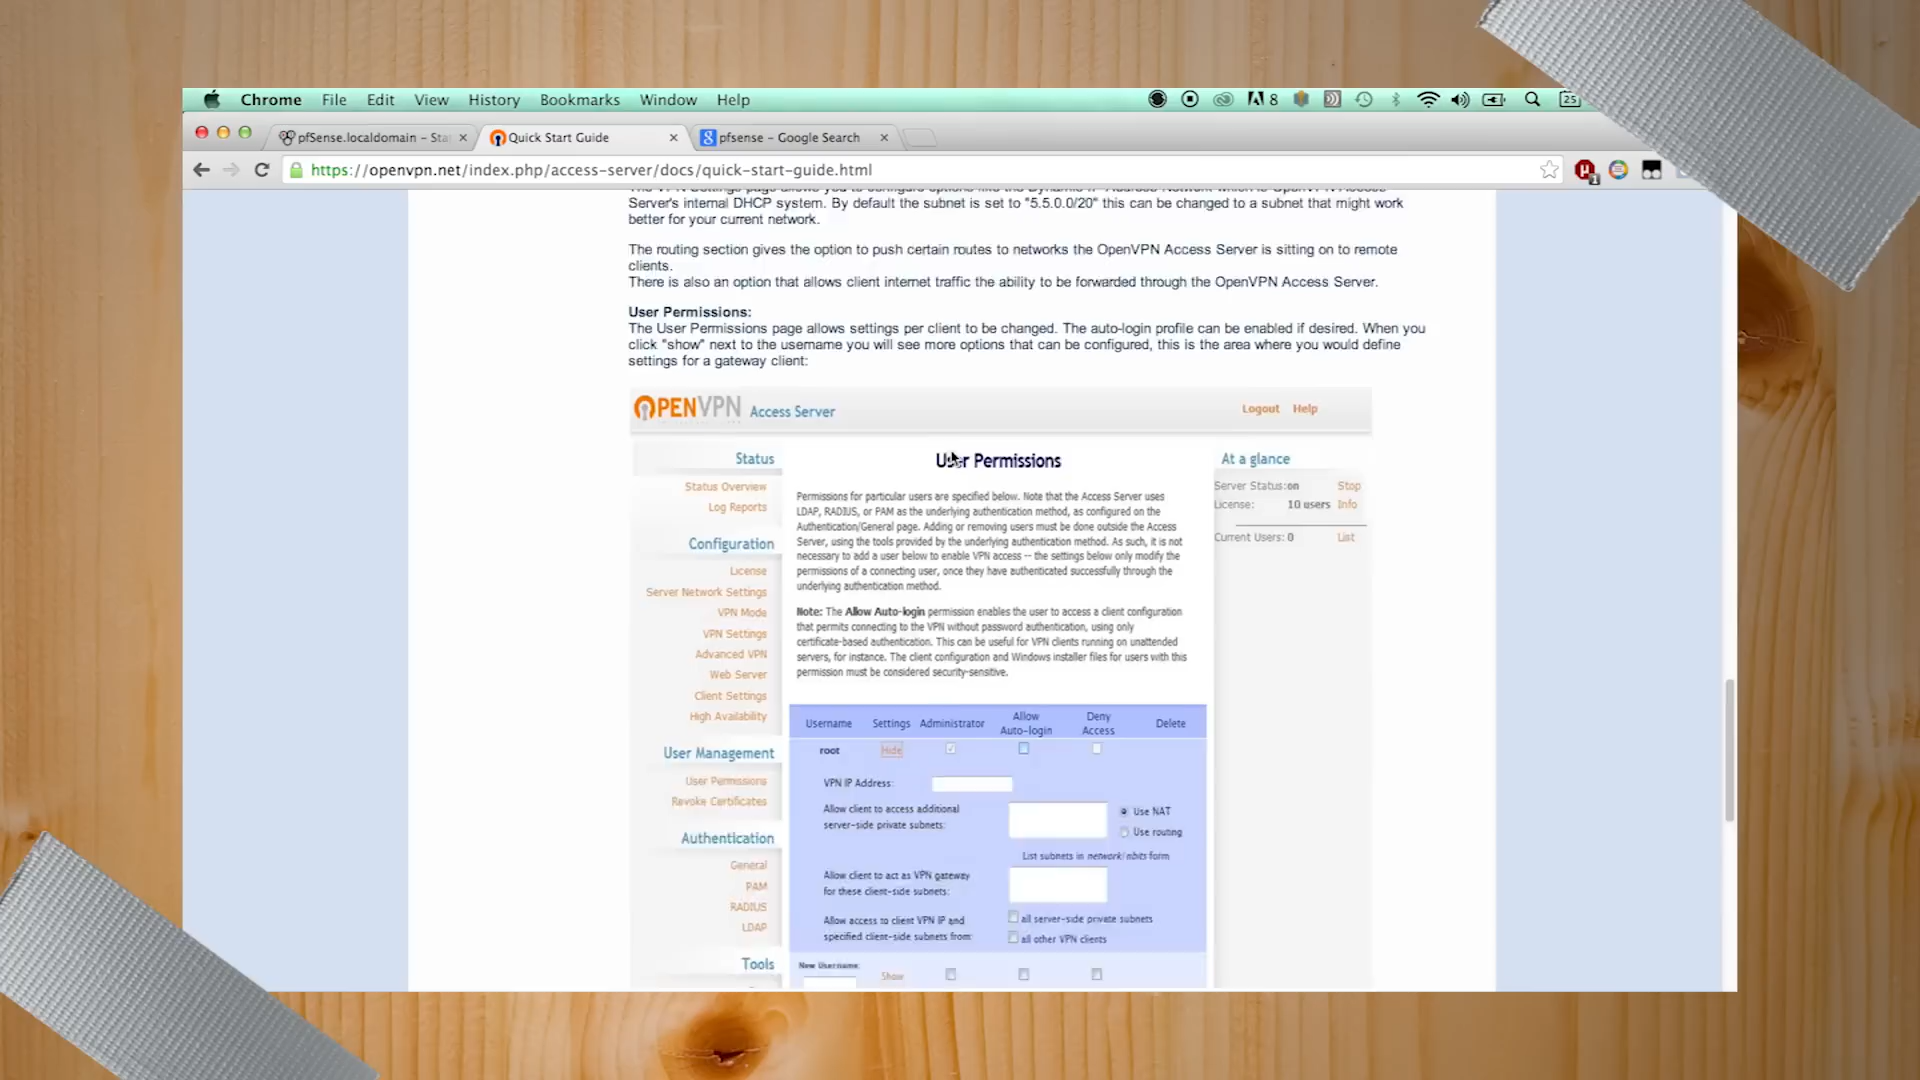 Chrome File Edit View History Bookmarks Window Help
8
25
pfSense.localdomain – Sta
Quick Start Guide
pfsense – Google Search
https://openvpn.net/index.php/access-server/docs/quick-start-guide.html
Server's internal DHCP system. By default the subnet is set to "5.5.0.0/20" this can be changed to a subnet that might work
better for your current network.
The routing section gives the option to push certain routes to networks the OpenVPN Access Server is sitting on to remote
clients.
There is also an option that allows client internet traffic the ability to be forwarded through the OpenVPN Access Server.
User Permissions:
The User Permissions page allows settings per client to be changed. The auto-login profile can be enabled if desired. When you
click "show" next to the username you will see more options that can be configured, this is the area where you would define
settings for a gateway client:
OPENVPN Access Server
Logout Help
Status
Status Overview
Log Reports
Configuration
License
Server Network Settings
VPN Mode
VPN Settings
Advanced VPN
Web Server
Client Settings
High Availability
User Management
User Permissions
Revoke Certificates
Authentication
General
PAM
RADIUS
LDAP
Tools
User Permissions
Permissions for particular users are specified below. Note that the Access Server uses
LDAP, RADIUS, or PAM as the underlying authentication method, as configured on the
Authentication/General page. Adding or removing users must be done outside the Access
Server, using the tools provided by the underlying authentication method. As such, it is not
necessary to add a user below to enable VPN access -- the settings below only modify the
permissions of a connecting user, once they have authenticated successfully through the
underlying authentication method.
Note: The Allow Auto-login permission enables the user to access a client configuration
that permits connecting to the VPN without password authentication, using only
certificate-based authentication. This can be useful for VPN clients running on unattended
servers, for instance. The client configuration and Windows installer files for users with this
permission must be considered security-sensitive.
Username Settings Administrator Allow Auto-login Deny Access Delete
root Hide
VPN IP Address:
Allow client to access additional
server-side private subnets:
Use NAT
Use routing
List subnets in network/nbits form
Allow client to act as VPN gateway
for these client-side subnets:
Allow access to client VPN IP and
specified client-side subnets from:
all server-side private subnets
all other VPN clients
New Username:
Show
At a glance
Server Status:on Stop
License: 10 users Info
Current Users: 0 List